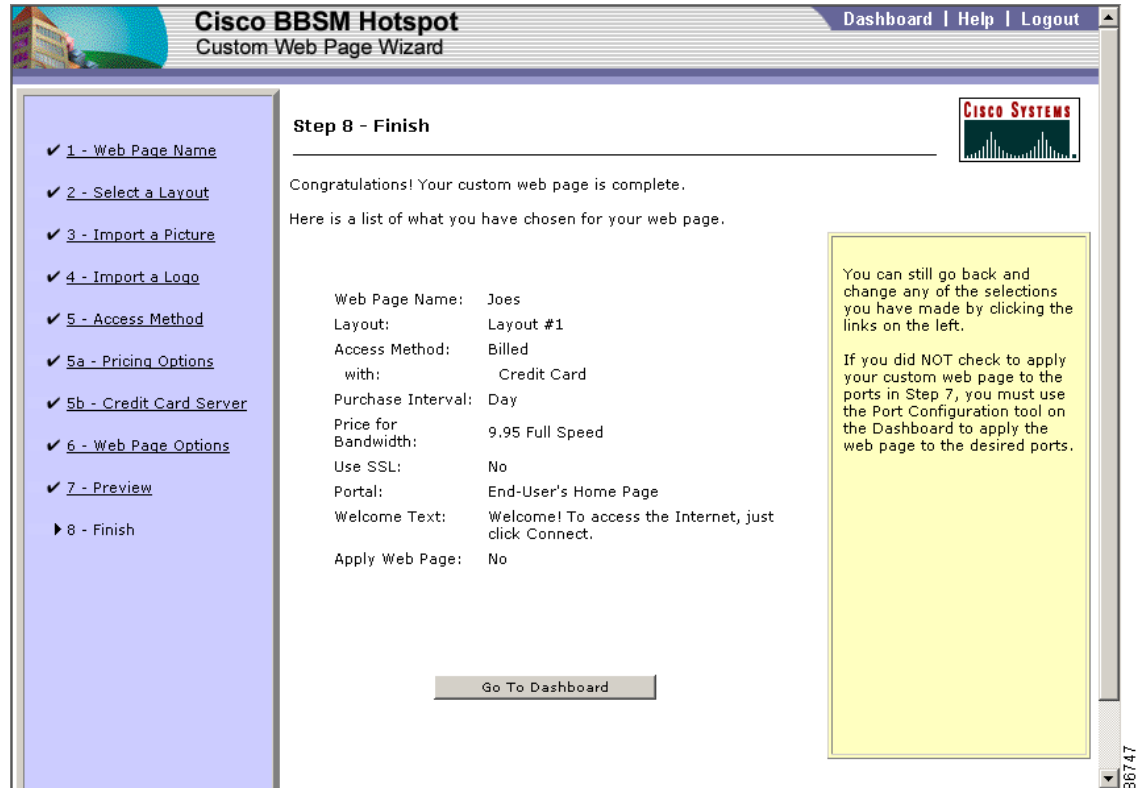 Cisco BBSM Hotspot
Custom Web Page Wizard
Dashboard | Help | Logout
✔ 1 - Web Page Name
✔ 2 - Select a Layout
✔ 3 - Import a Picture
✔ 4 - Import a Logo
✔ 5 - Access Method
✔ 5a - Pricing Options
✔ 5b - Credit Card Server
✔ 6 - Web Page Options
✔ 7 - Preview
8 - Finish
Step 8 - Finish
CISCO SYSTEMS
Congratulations! Your custom web page is complete.
Here is a list of what you have chosen for your web page.
Web Page Name: Joes
Layout: Layout #1
Access Method: Billed
with: Credit Card
Purchase Interval: Day
Price for
Bandwidth: 9.95 Full Speed
Use SSL: No
Portal: End-User's Home Page
Welcome Text: Welcome! To access the Internet, just
click Connect.
Apply Web Page: No
Go To Dashboard
You can still go back and
change any of the selections
you have made by clicking the
links on the left.
If you did NOT check to apply
your custom web page to the
ports in Step 7, you must use
the Port Configuration tool on
the Dashboard to apply the
web page to the desired ports.
86747